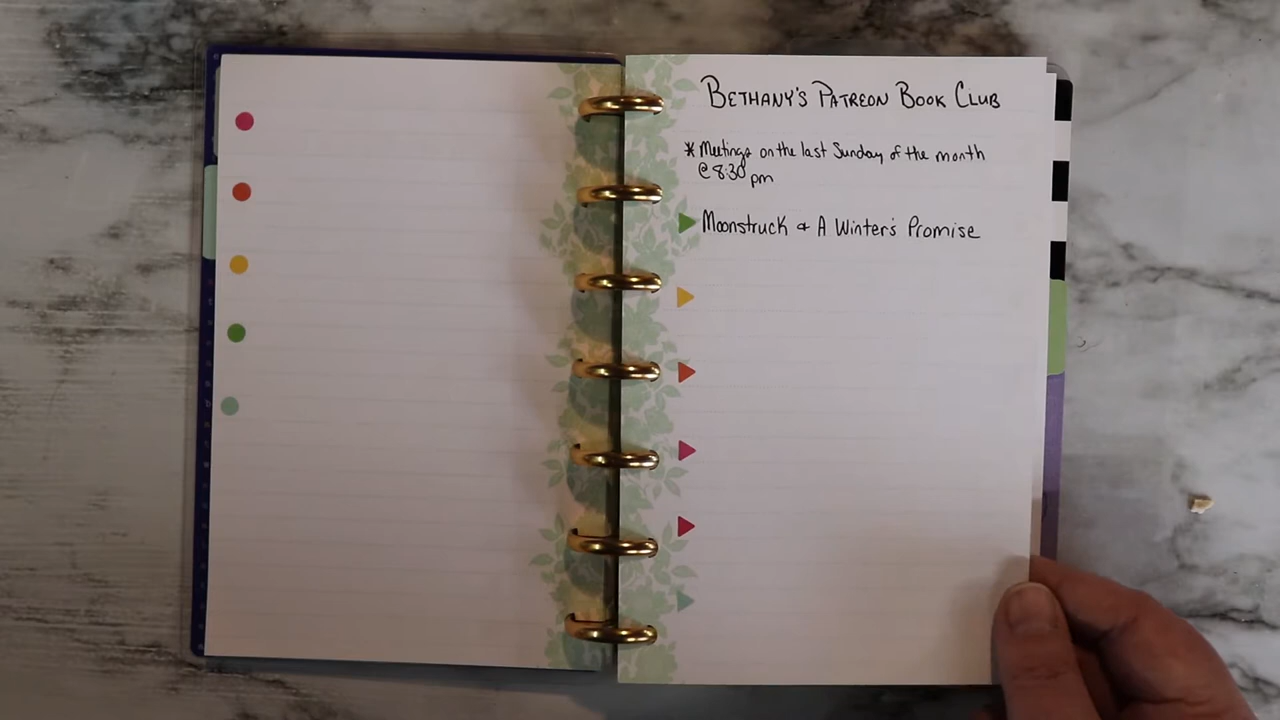 BETHANY'S PATREON BOOK CLUB
* Meetings on the last Sunday of the month
@ 8:30 pm
Moonstruck & A Winter's Promise